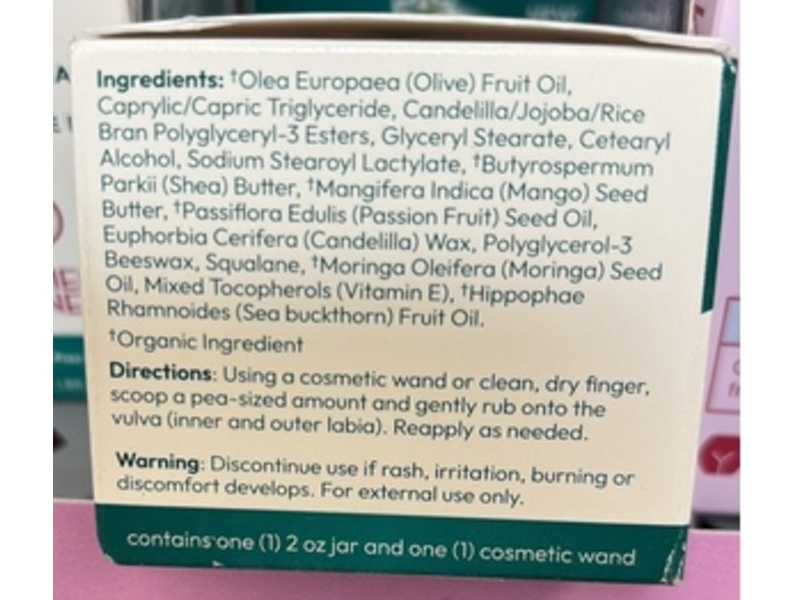 Ingredients: †Olea Europaea (Olive) Fruit Oil,
Caprylic/Capric Triglyceride, Candelilla/Jojoba/Rice
Bran Polyglyceryl-3 Esters, Glyceryl Stearate, Cetearyl
Alcohol, Sodium Stearoyl Lactylate, †Butyrospermum
Parkii (Shea) Butter, †Mangifera Indica (Mango) Seed
Butter, †Passiflora Edulis (Passion Fruit) Seed Oil,
Euphorbia Cerifera (Candelilla) Wax, Polyglycerol-3
Beeswax, Squalane, †Moringa Oleifera (Moringa) Seed
Oil, Mixed Tocopherols (Vitamin E), †Hippophae
Rhamnoides (Sea buckthorn) Fruit Oil.
†Organic Ingredient
Directions: Using a cosmetic wand or clean, dry finger,
scoop a pea-sized amount and gently rub onto the
vulva (inner and outer labia). Reapply as needed.
Warning: Discontinue use if rash, irritation, burning or
discomfort develops. For external use only.
contains one (1) 2 oz jar and one (1) cosmetic wand